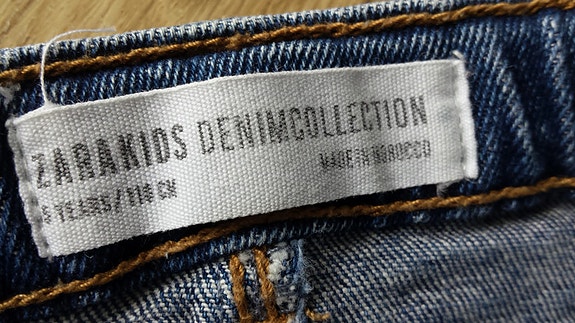 ZARAKIDS DENIMCOLLECTION
5 YEARS/110 CM
MADE IN MOROCCO